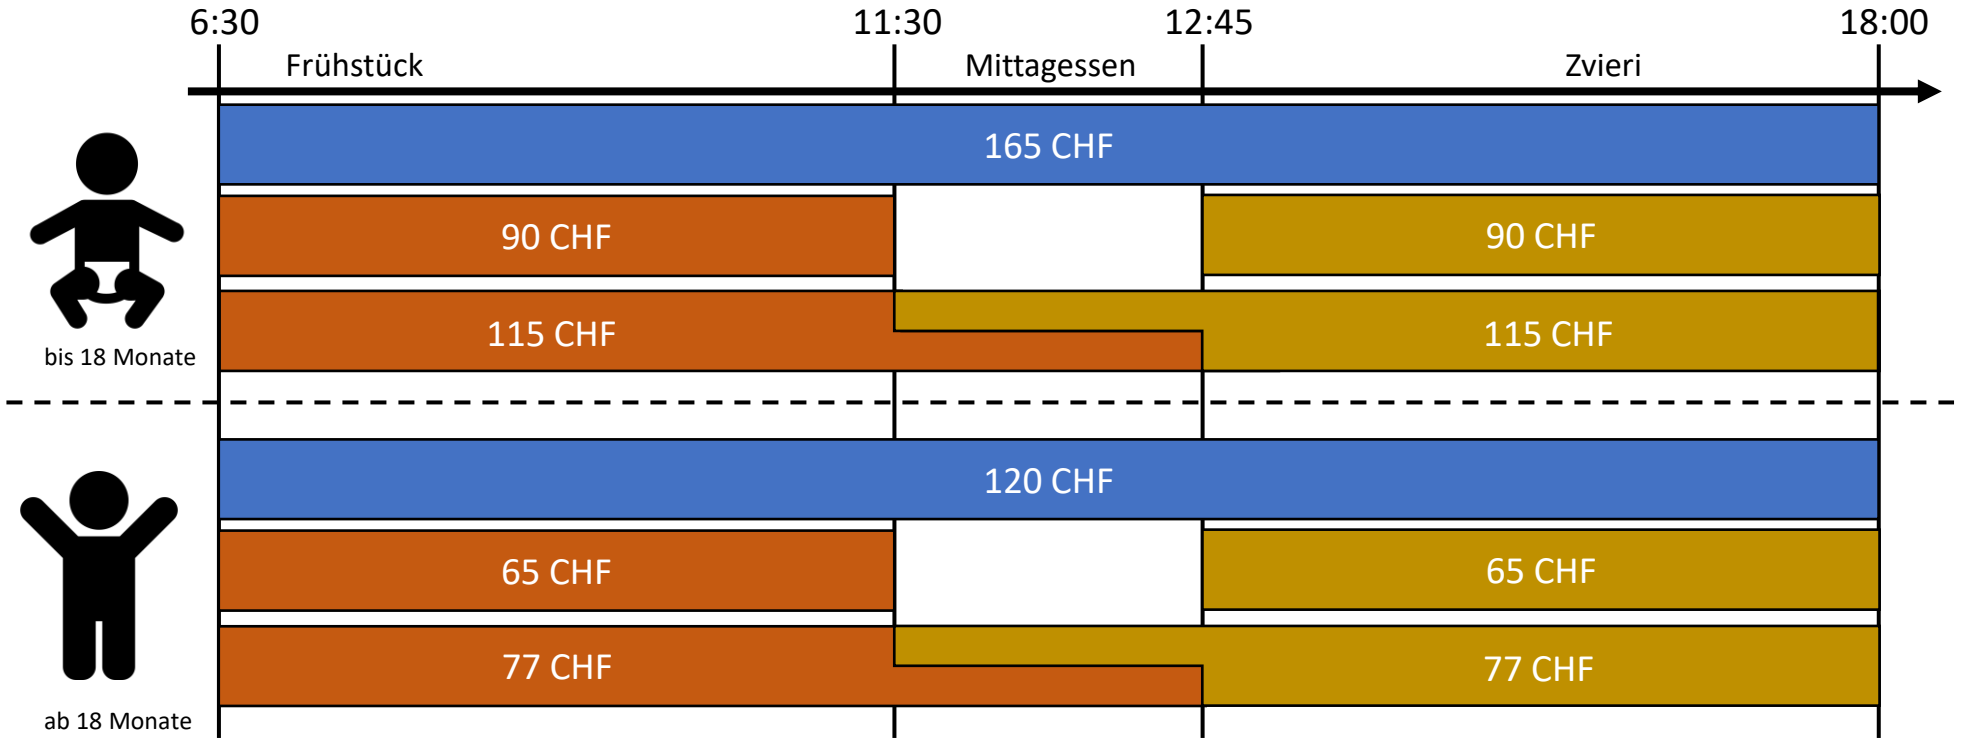 6:30 11:30 12:45 18:00
Frühstück Mittagessen Zvieri
165 CHF
90 CHF 90 CHF
115 CHF 115 CHF
bis 18 Monate
120 CHF
65 CHF 65 CHF
77 CHF 77 CHF
ab 18 Monate